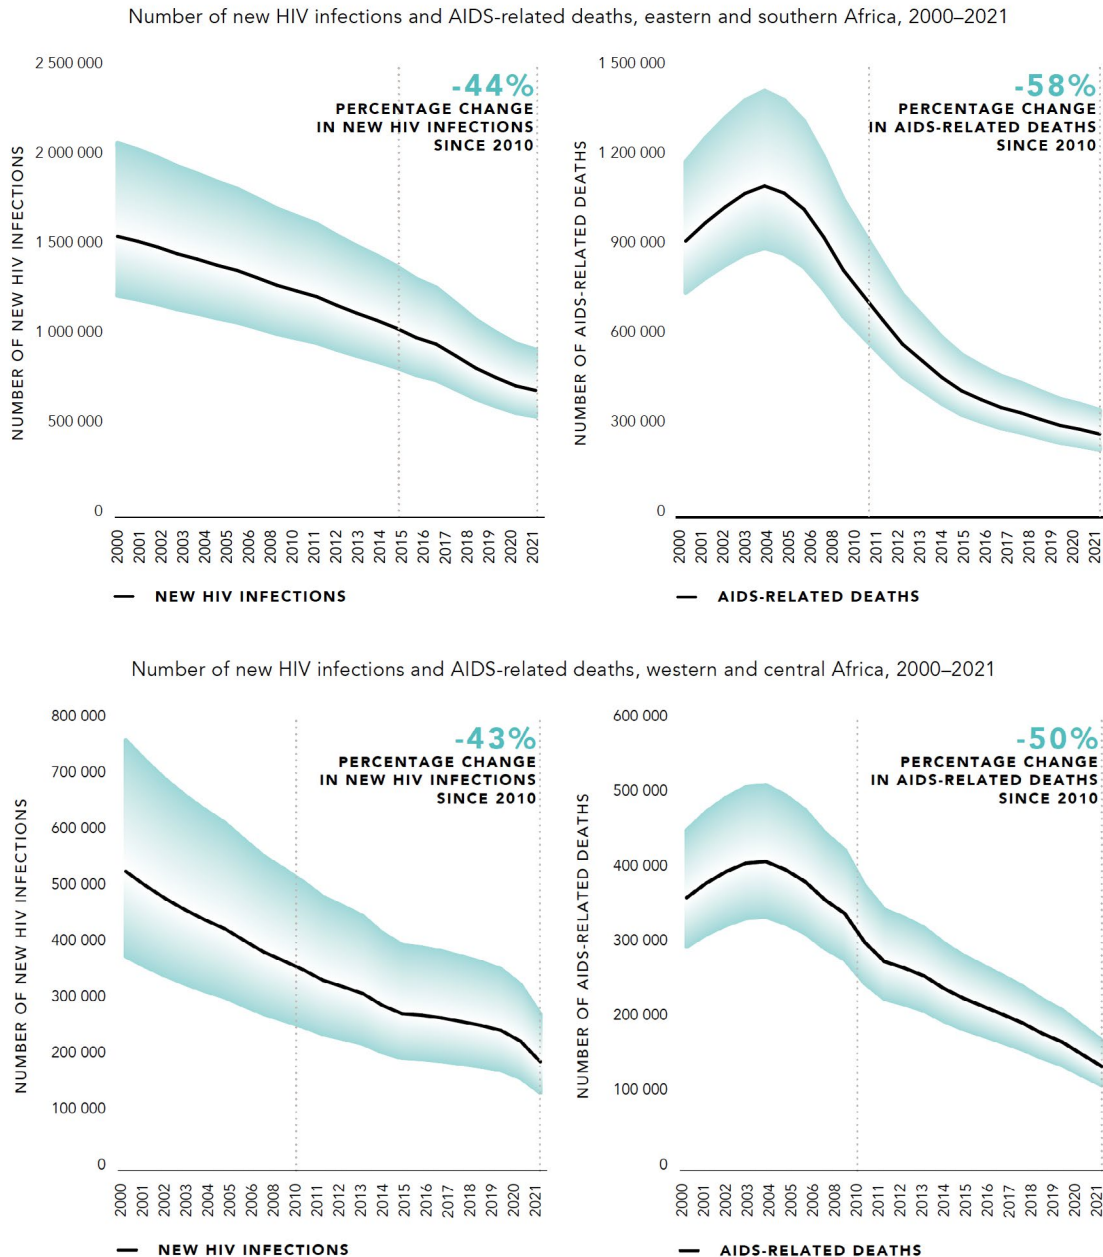 Number of new HIV infections and AIDS-related deaths, eastern and southern Africa, 2000–2021
NUMBER OF NEW HIV INFECTIONS
2 500 000
2 000 000
1 500 000
1 000 000
500 000
0
-44%
PERCENTAGE CHANGE
IN NEW HIV INFECTIONS
SINCE 2010
2000 2001 2002 2003 2004 2005 2006 2008 2010 2011 2012 2013 2014 2015 2016 2017 2018 2019 2020 2021
NEW HIV INFECTIONS
NUMBER OF AIDS-RELATED DEATHS
1 500 000
1 200 000
900 000
600 000
300 000
0
-58%
PERCENTAGE CHANGE
IN AIDS-RELATED DEATHS
SINCE 2010
2000 2001 2002 2003 2004 2005 2006 2008 2010 2011 2012 2013 2014 2015 2016 2017 2018 2019 2020 2021
AIDS-RELATED DEATHS
Number of new HIV infections and AIDS-related deaths, western and central Africa, 2000–2021
NUMBER OF NEW HIV INFECTIONS
800 000
700 000
600 000
500 000
400 000
300 000
200 000
100 000
0
-43%
PERCENTAGE CHANGE
IN NEW HIV INFECTIONS
SINCE 2010
2000 2001 2002 2003 2004 2005 2006 2008 2010 2011 2012 2013 2014 2015 2016 2017 2018 2019 2020 2021
NEW HIV INFECTIONS
NUMBER OF AIDS-RELATED DEATHS
600 000
500 000
400 000
300 000
200 000
100 000
0
-50%
PERCENTAGE CHANGE
IN AIDS-RELATED DEATHS
SINCE 2010
2000 2001 2002 2003 2004 2005 2006 2008 2010 2011 2012 2013 2014 2015 2016 2017 2018 2019 2020 2021
AIDS-RELATED DEATHS